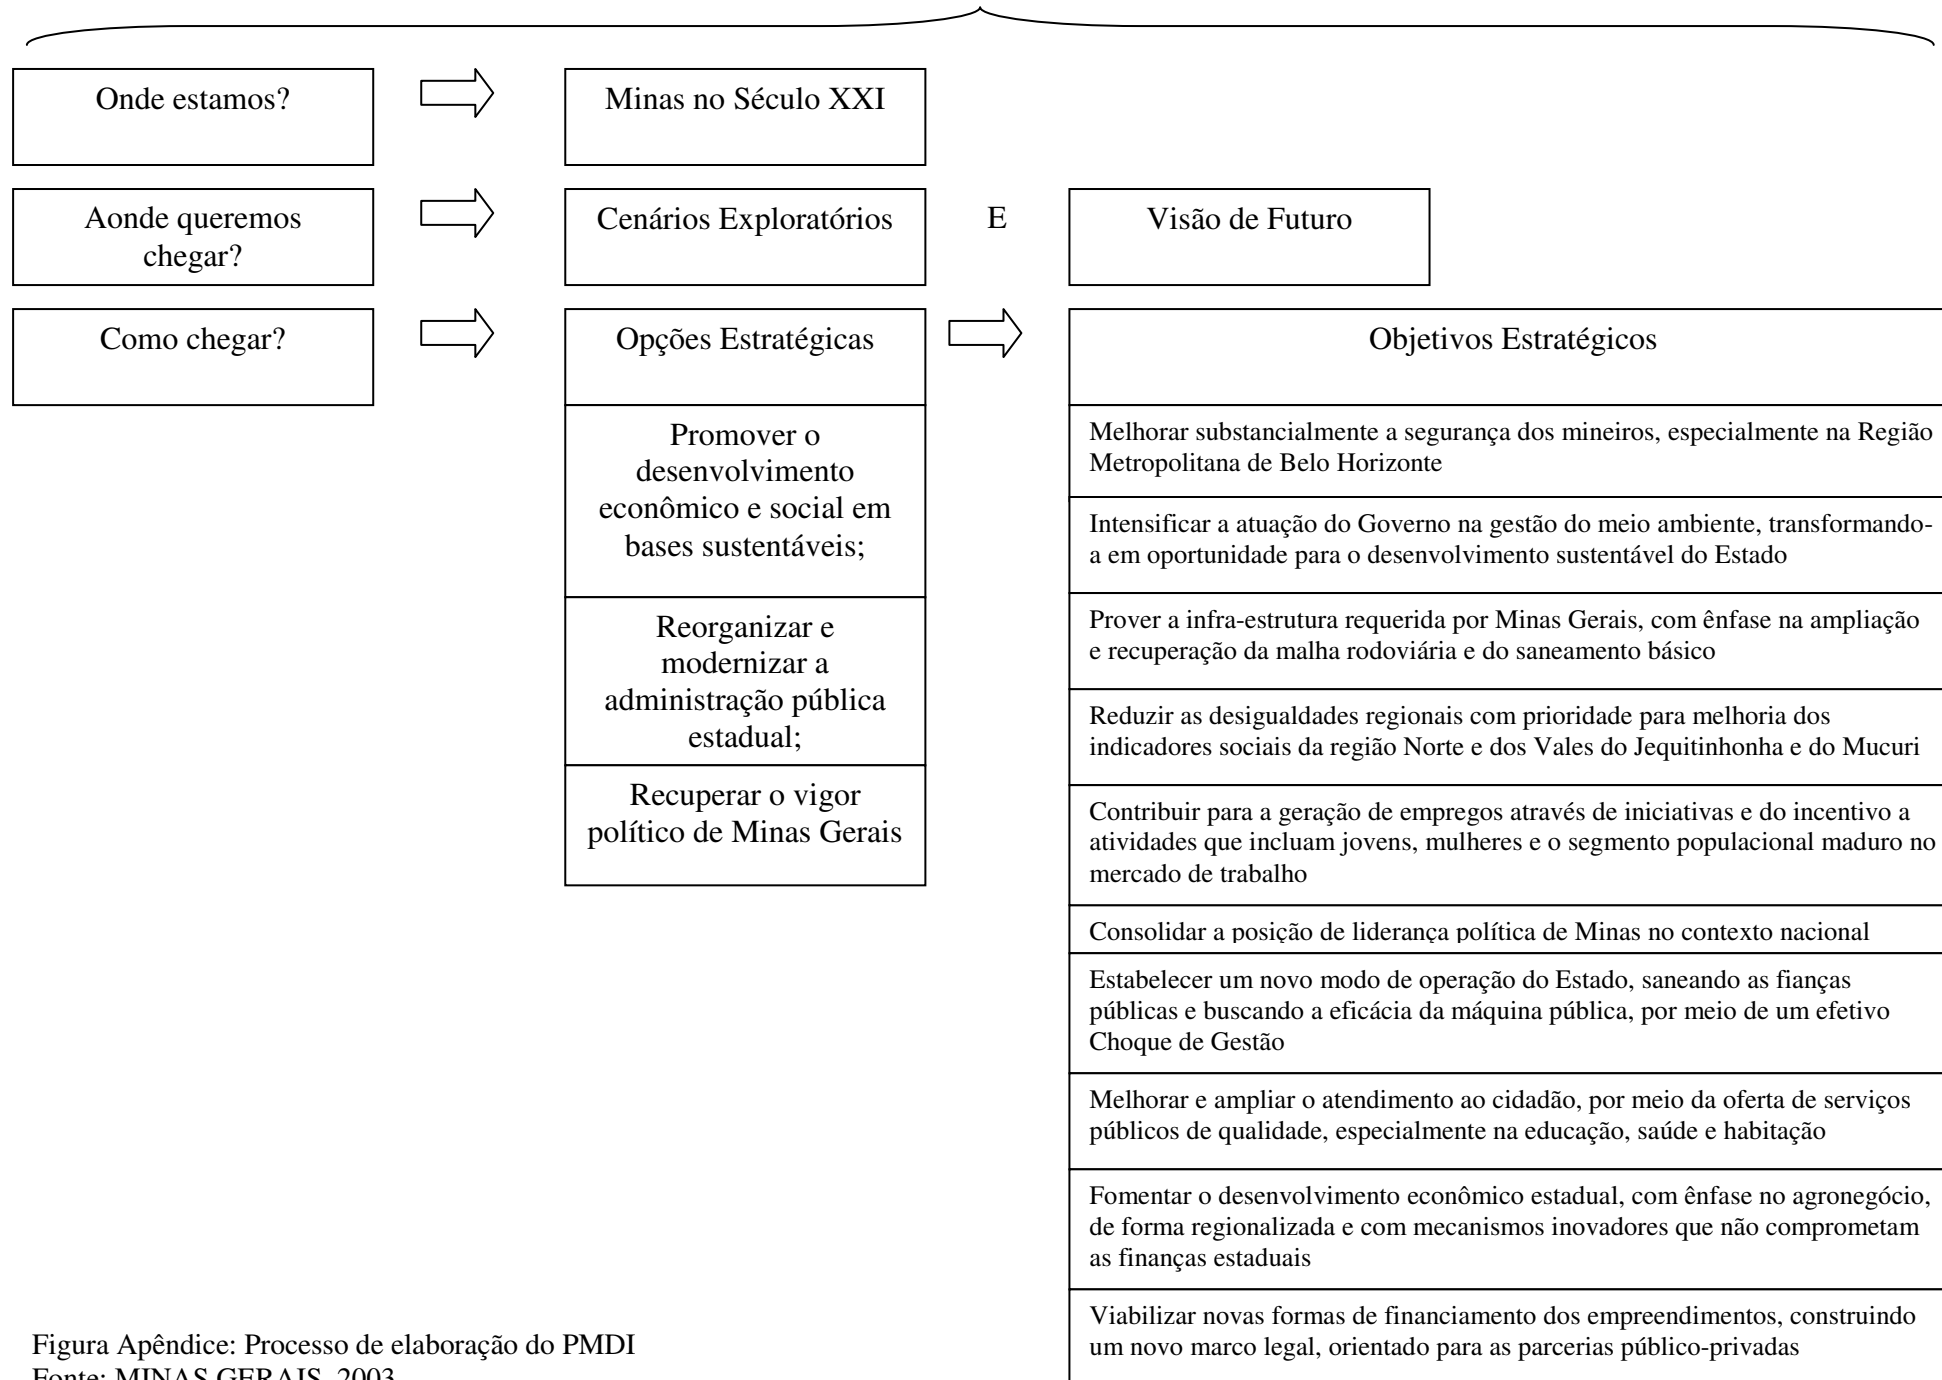 Onde estamos?
Minas no Século XXI
Aonde queremos
chegar?
Cenários Exploratórios
E
Visão de Futuro
Como chegar?
Opções Estratégicas
Objetivos Estratégicos
Promover o
desenvolvimento
econômico e social em
bases sustentáveis;
Reorganizar e
modernizar a
administração pública
estadual;
Recuperar o vigor
político de Minas Gerais
Melhorar substancialmente a segurança dos mineiros, especialmente na Região
Metropolitana de Belo Horizonte
Intensificar a atuação do Governo na gestão do meio ambiente, transformando-
a em oportunidade para o desenvolvimento sustentável do Estado
Prover a infra-estrutura requerida por Minas Gerais, com ênfase na ampliação
e recuperação da malha rodoviária e do saneamento básico
Reduzir as desigualdades regionais com prioridade para melhoria dos
indicadores sociais da região Norte e dos Vales do Jequitinhonha e do Mucuri
Contribuir para a geração de empregos através de iniciativas e do incentivo a
atividades que incluam jovens, mulheres e o segmento populacional maduro no
mercado de trabalho
Consolidar a posição de liderança política de Minas no contexto nacional
Estabelecer um novo modo de operação do Estado, saneando as fianças
públicas e buscando a eficácia da máquina pública, por meio de um efetivo
Choque de Gestão
Melhorar e ampliar o atendimento ao cidadão, por meio da oferta de serviços
públicos de qualidade, especialmente na educação, saúde e habitação
Fomentar o desenvolvimento econômico estadual, com ênfase no agronegócio,
de forma regionalizada e com mecanismos inovadores que não comprometam
as finanças estaduais
Viabilizar novas formas de financiamento dos empreendimentos, construindo
um novo marco legal, orientado para as parcerias público-privadas
Figura Apêndice: Processo de elaboração do PMDI
Fonte: MINAS GERAIS, 2003